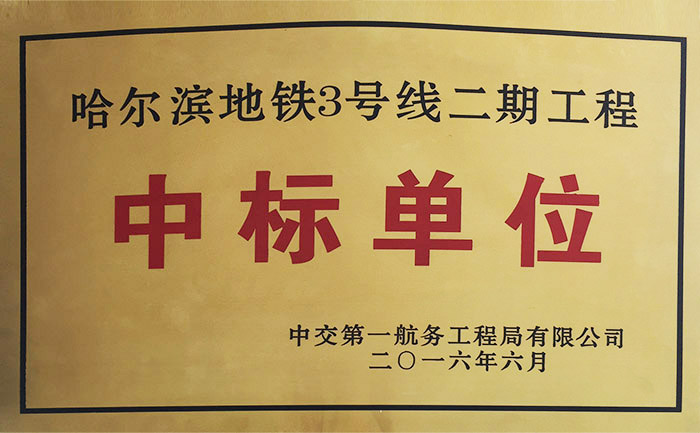 哈尔滨地铁3号线二期工程
中标单位
中交第一航务工程局有限公司
二〇一六年六月